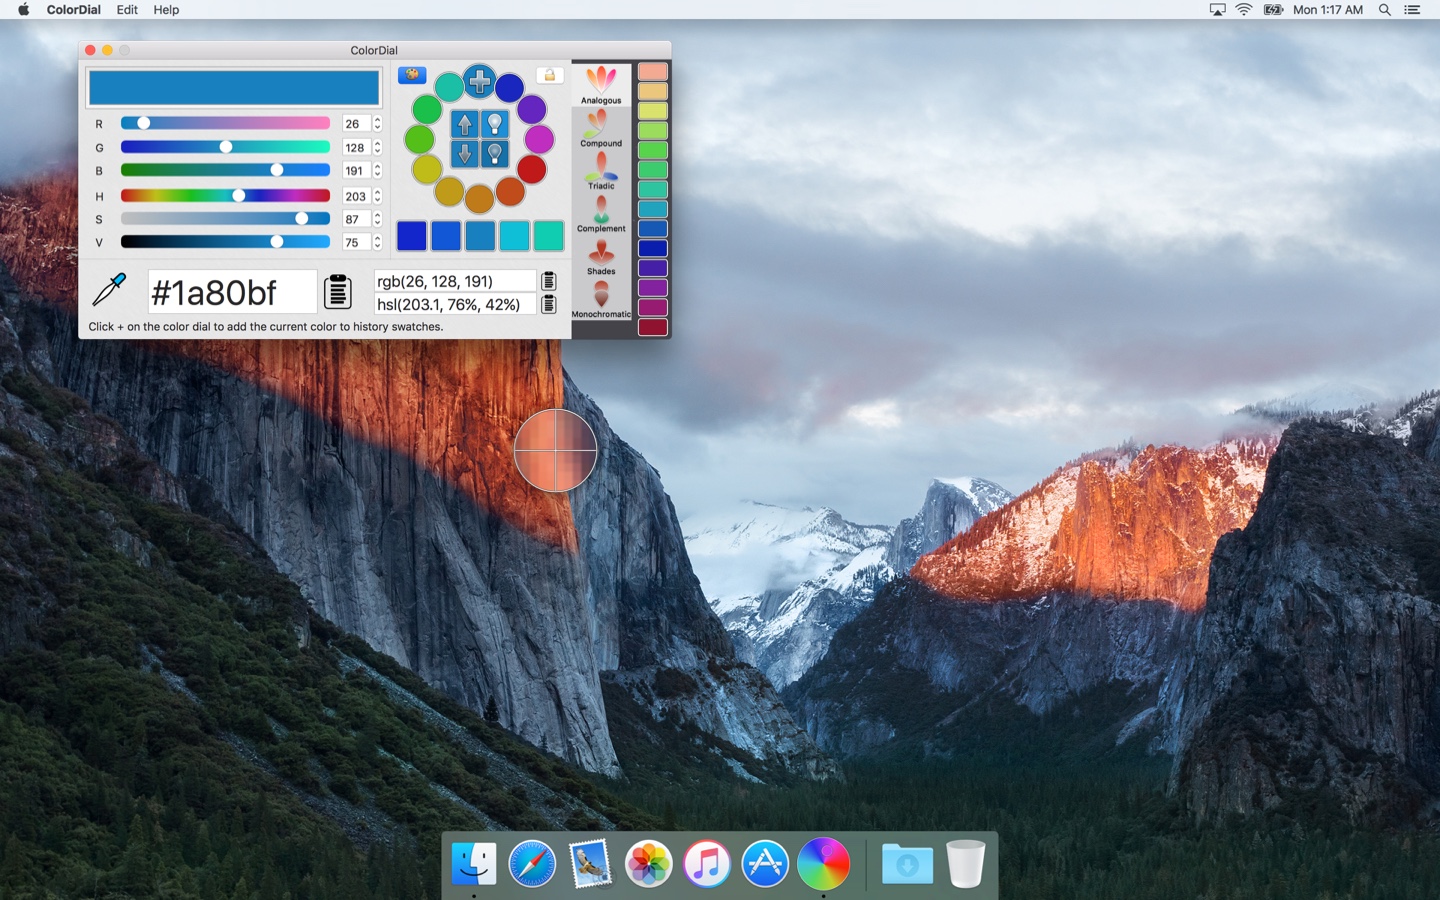 ColorDial Edit Help Mon 1:17 AM
ColorDial
R 26
G 128
B 191
H 203
S 87
V 75
#1a80bf
rgb(26, 128, 191)
hsl(203.1, 76%, 42%)
Click + on the color dial to add the current color to history swatches.
Analogous
Compound
Triadic
Complement
Shades
Monochromatic